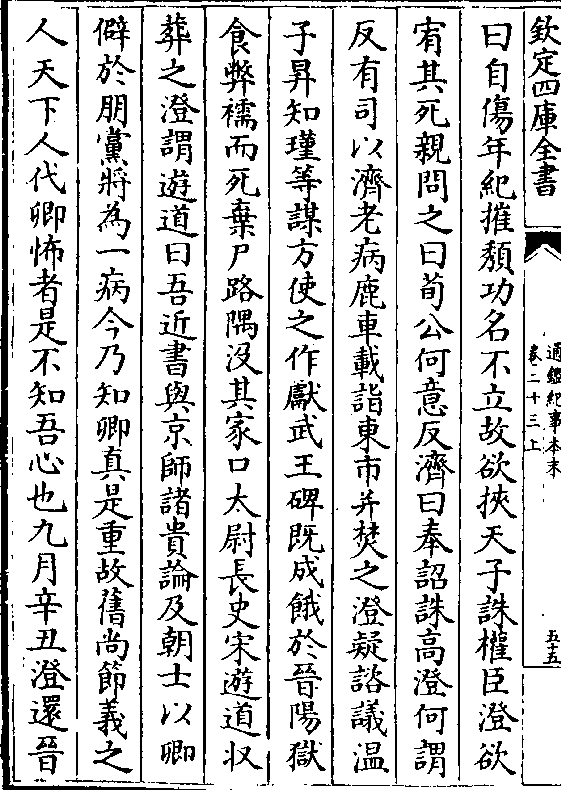 欽定四庫全書
通鑑紀事本末
卷二十三上
五十五
曰自傷年紀摧頽功名不立故欲挾天子誅權臣澄欲
宥其死親問之曰荀公何意反濟曰奉詔誅高澄何謂
反有司以濟老病鹿車載詣東市并焚之澄疑諮議温
子昇知瑾等謀方使之作獻武王碑既成餓於晉陽獄
食弊襦而死棄尸路隅没其家口太尉長史宋遊道収
葬之澄謂遊道曰吾近書與京師諸貴論及朝士以卿
僻於朋黨將為一病今乃知卿真是重故舊尚節義之
人天下人代卿怖者是不知吾心也九月辛丑澄還晉